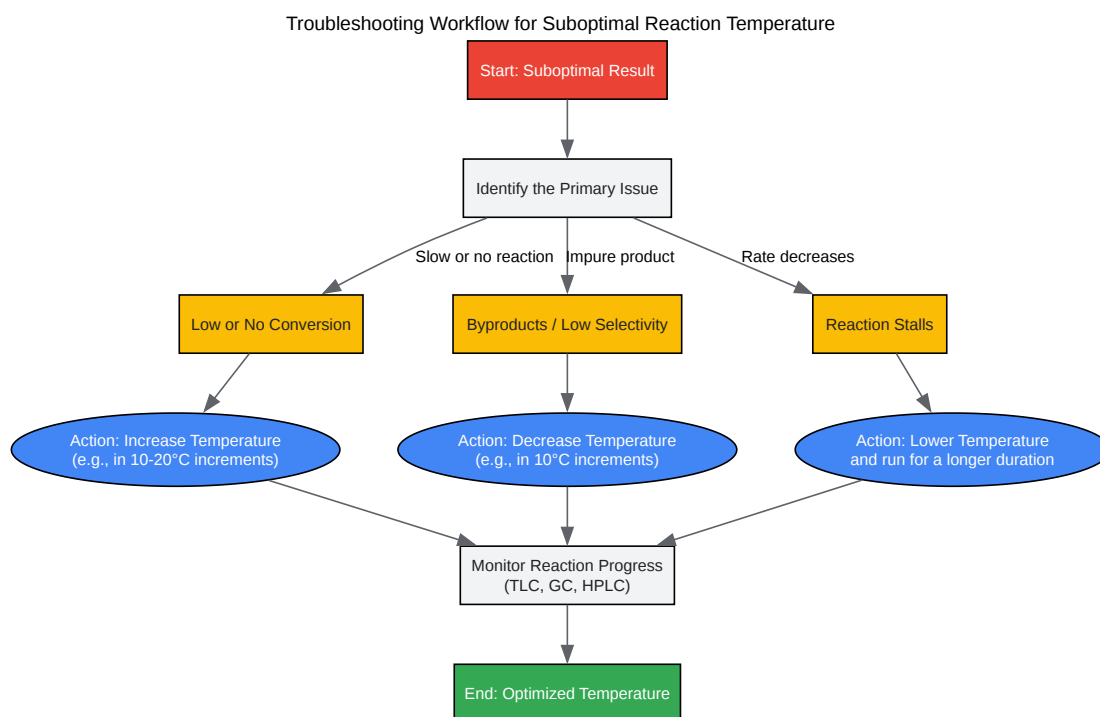 Troubleshooting Workflow for Suboptimal Reaction Temperature
Start: Suboptimal Result
Identify the Primary Issue
Slow or no reaction
Impure product
Rate decreases
Low or No Conversion
Byproducts / Low Selectivity
Reaction Stalls
Action: Increase Temperature
(e.g., in 10-20°C increments)
Action: Decrease Temperature
(e.g., in 10°C increments)
Action: Lower Temperature
and run for a longer duration
Monitor Reaction Progress
(TLC, GC, HPLC)
End: Optimized Temperature